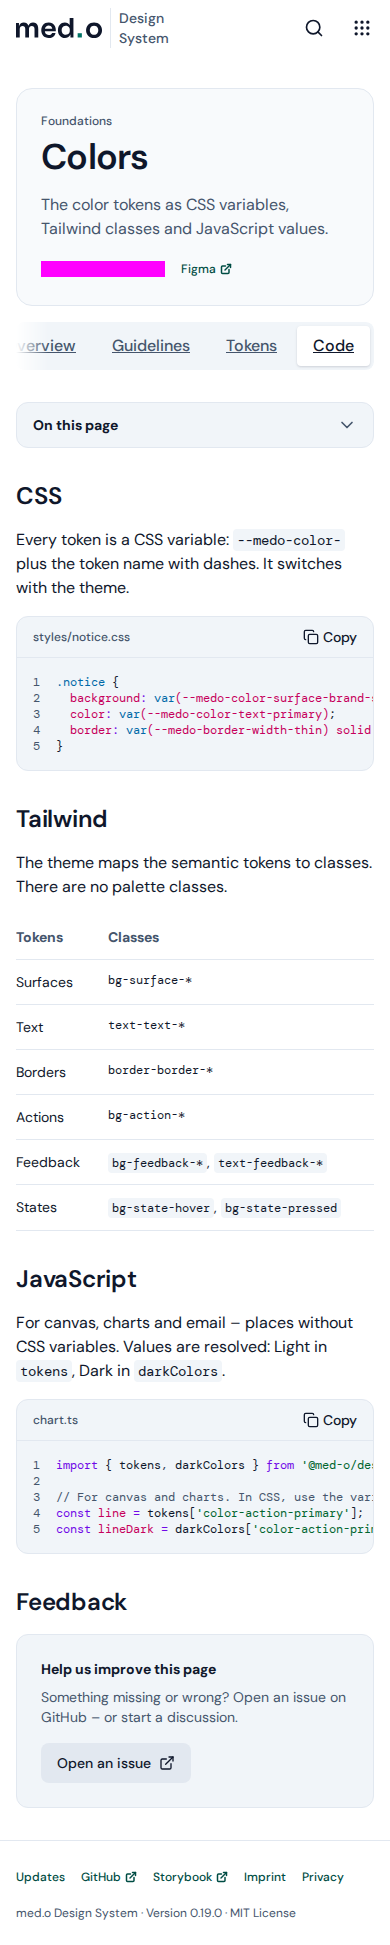 med.o
Design
System
Foundations
Colors
The color tokens as CSS variables,
Tailwind classes and JavaScript values.
Figma
verview Guidelines Tokens Code
On this page
CSS
Every token is a CSS variable: --medo-color-
plus the token name with dashes. It switches
with the theme.
styles/notice.css Copy
1 .notice {
2 background: var(--medo-color-surface-brand-
3 color: var(--medo-color-text-primary);
4 border: var(--medo-border-width-thin) solid
5 }
Tailwind
The theme maps the semantic tokens to classes.
There are no palette classes.
Tokens Classes
Surfaces bg-surface-*
Text text-text-*
Borders border-border-*
Actions bg-action-*
Feedback bg-feedback-*, text-feedback-*
States bg-state-hover, bg-state-pressed
JavaScript
For canvas, charts and email – places without
CSS variables. Values are resolved: Light in
tokens, Dark in darkColors.
chart.ts Copy
1 import { tokens, darkColors } from '@med-o/de
2
3 // For canvas and charts. In CSS, use the var
4 const line = tokens['color-action-primary'];
5 const lineDark = darkColors['color-action-pri
Feedback
Help us improve this page
Something missing or wrong? Open an issue on
GitHub – or start a discussion.
Open an issue
Updates GitHub Storybook Imprint Privacy
med.o Design System · Version 0.19.0 · MIT License